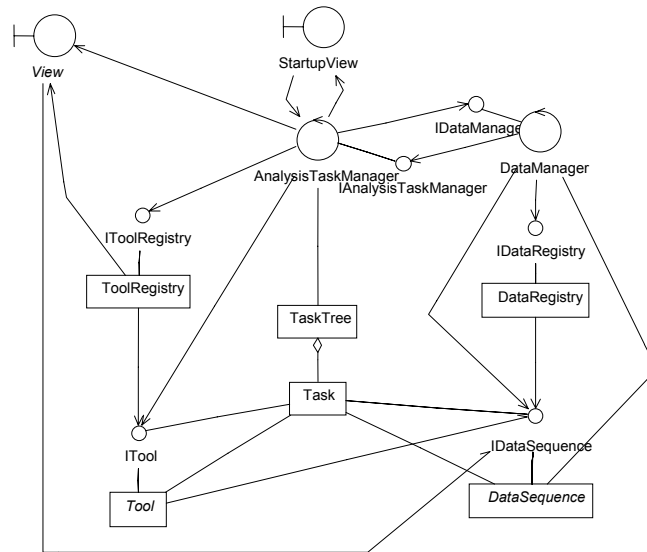 View
StartupView
IDataManage
AnalysisTaskManager
IAnalysisTaskManager
DataManager
IToolRegistry
IDataRegistry
ToolRegistry
DataRegistry
TaskTree
Task
ITool
IDataSequence
Tool
DataSequence